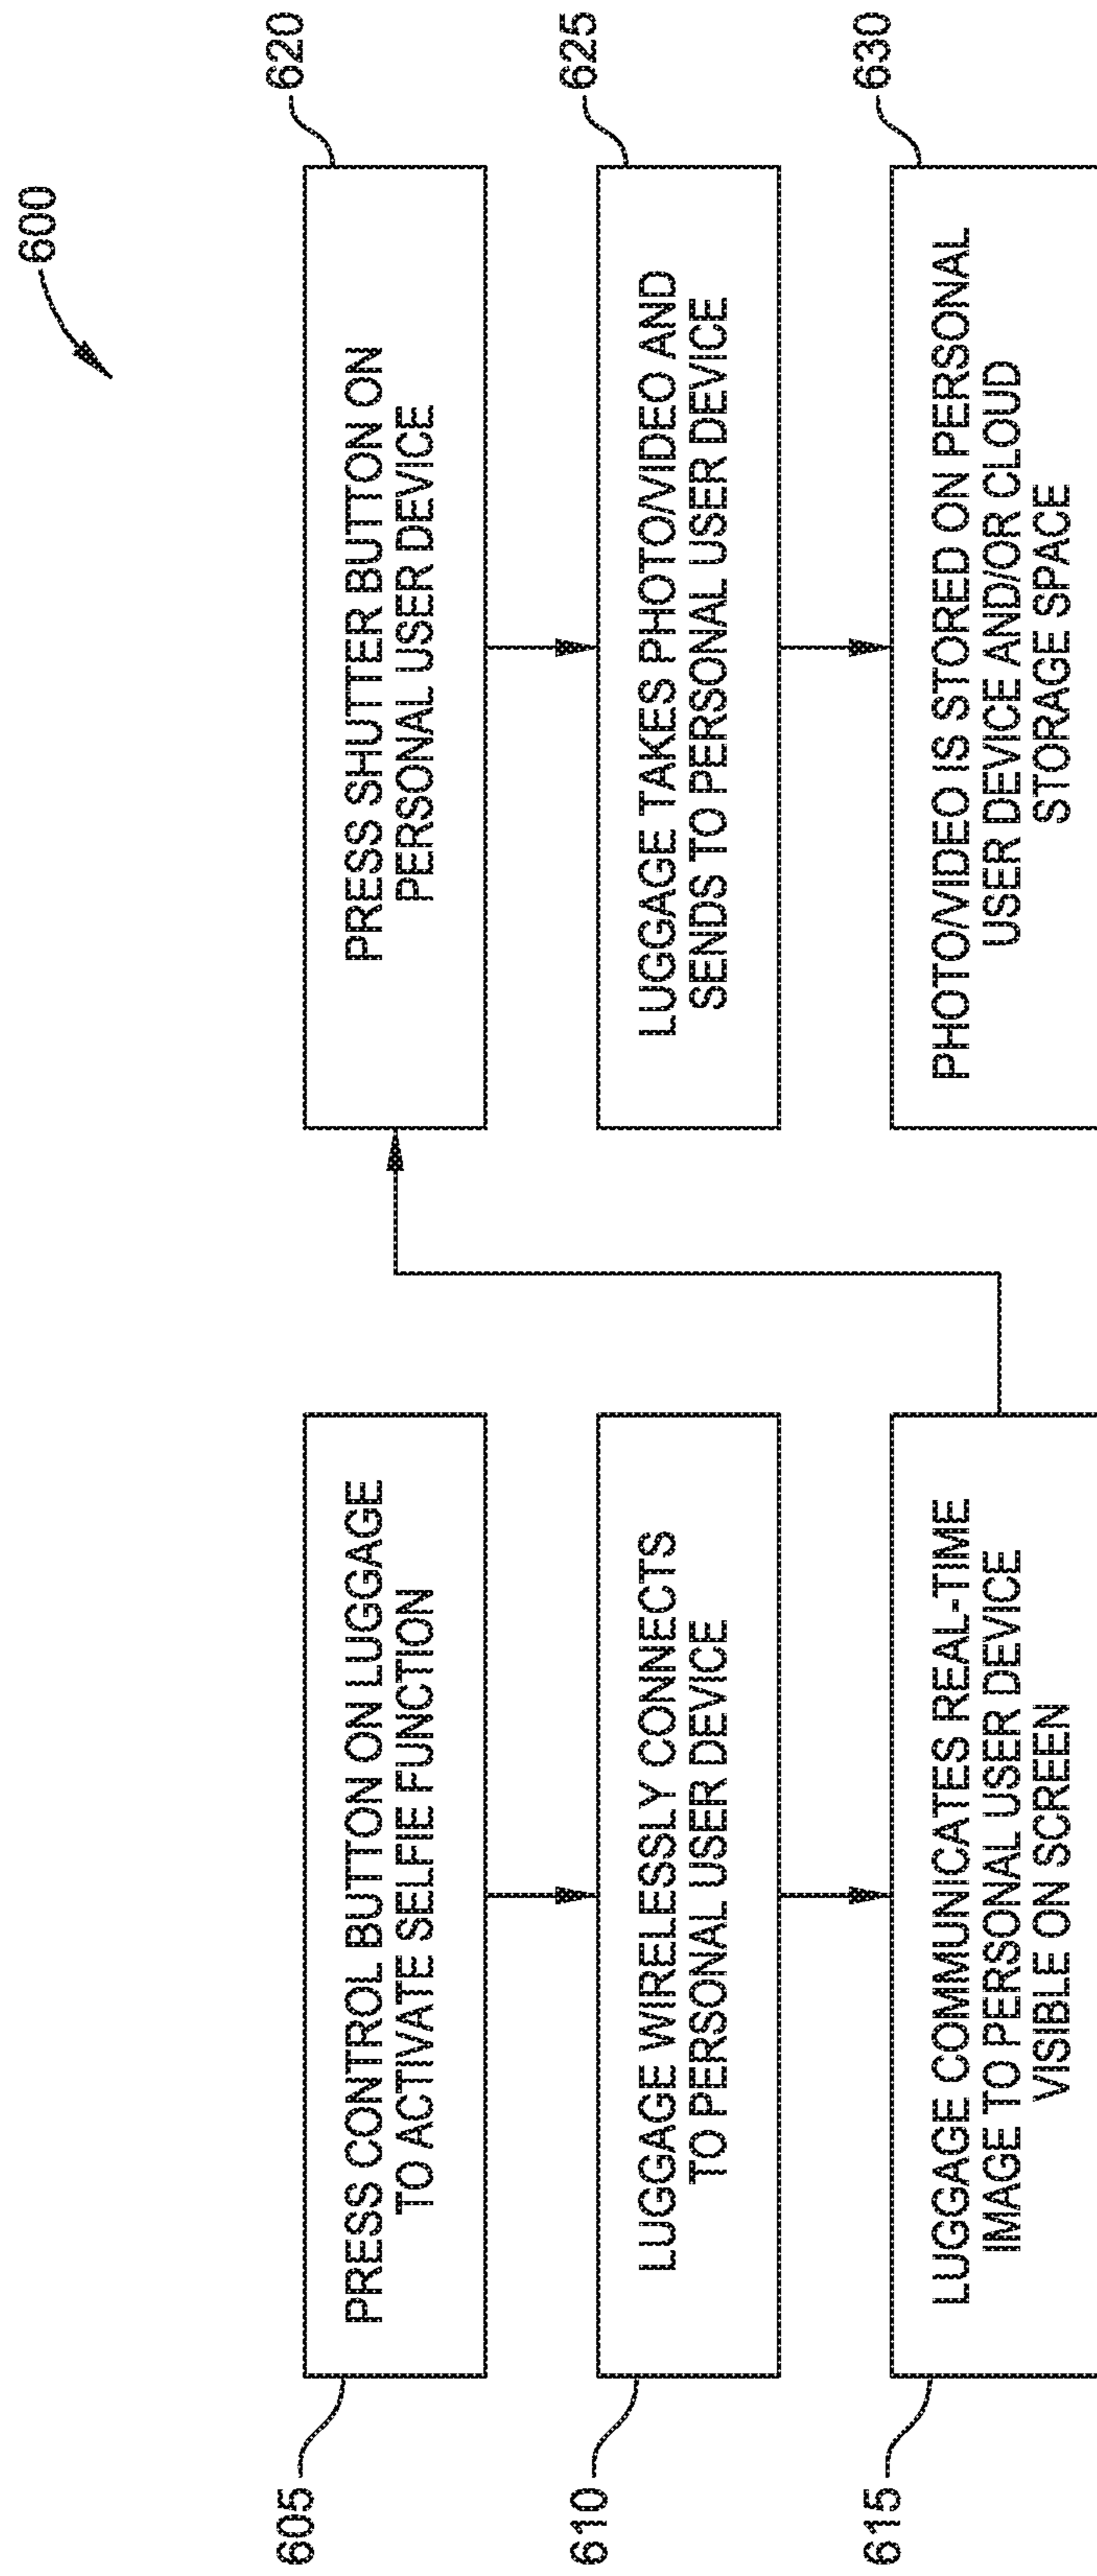 600
605
PRESS CONTROL BUTTON ON LUGGAGE
TO ACTIVATE SELFIE FUNCTION
610
LUGGAGE WIRELESSLY CONNECTS
TO PERSONAL USER DEVICE
615
LUGGAGE COMMUNICATES REAL-TIME
IMAGE TO PERSONAL USER DEVICE
VISIBLE ON SCREEN
620
PRESS SHUTTER BUTTON ON
PERSONAL USER DEVICE
625
LUGGAGE TAKES PHOTO/VIDEO AND
SENDS TO PERSONAL USER DEVICE
630
PHOTO/VIDEO IS STORED ON PERSONAL
USER DEVICE AND/OR CLOUD
STORAGE SPACE